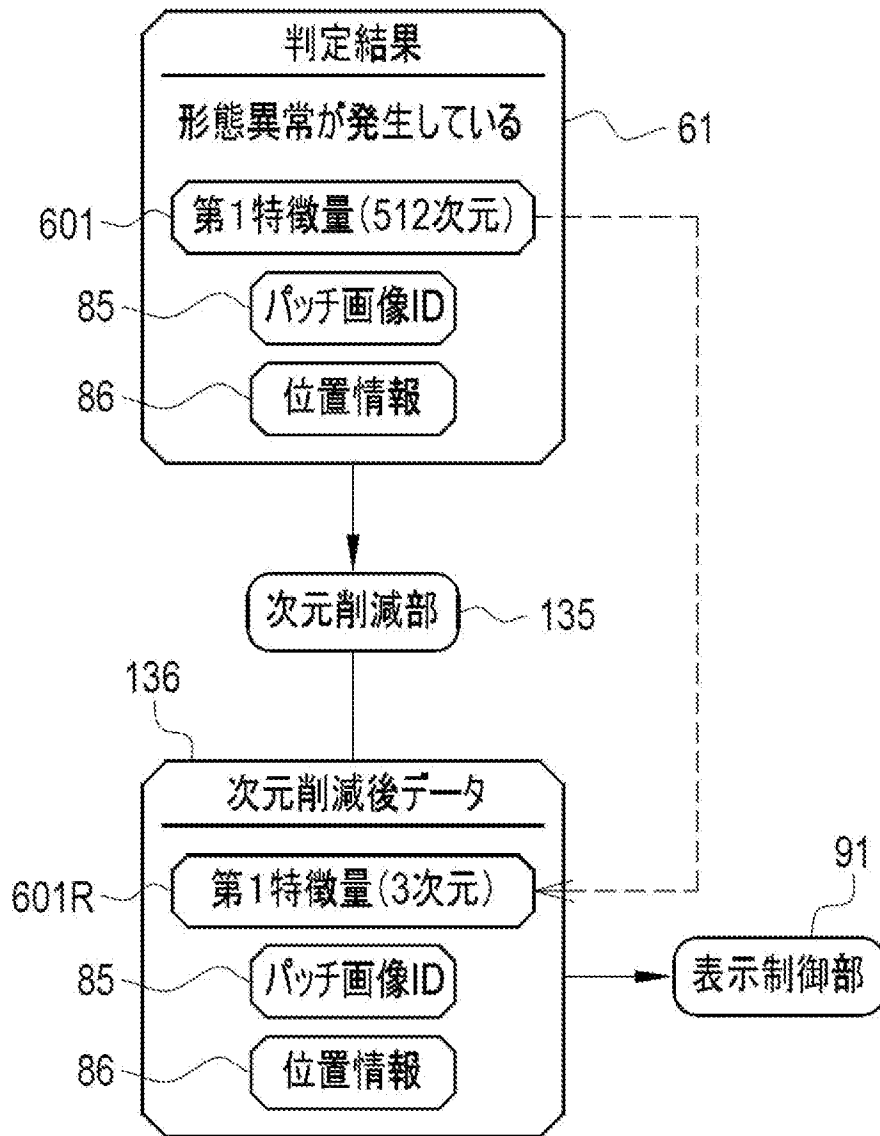 判定結果
形態異常が発生している
61
601
第1特徴量(512次元)
85
パッチ画像ID
86
位置情報
次元削減部
135
136
次元削減後データ
601R
第1特徴量(3次元)
91
85
パッチ画像ID
表示制御部
86
位置情報